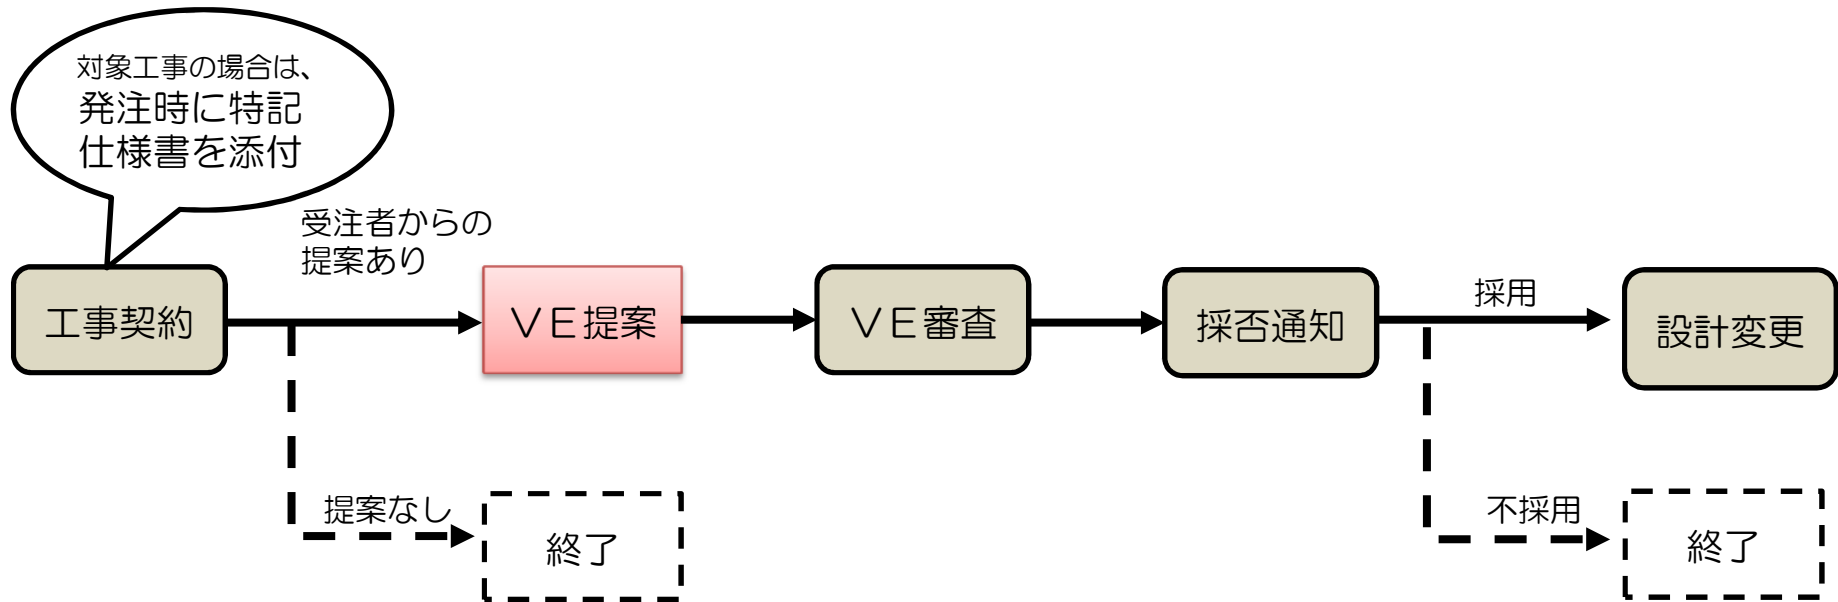 対象工事の場合は、
発注時に特記
仕様書を添付
受注者からの
提案あり
工事契約
ＶＥ提案
ＶＥ審査
採否通知
採用
設計変更
提案なし
終了
不採用
終了